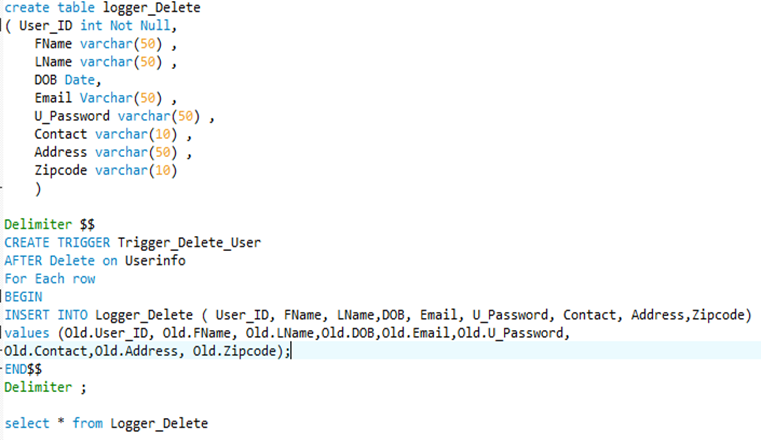 create table logger_Delete
( User_ID int Not Null,
FName varchar(50) ,
LName varchar(50) ,
DOB Date,
Email Varchar(50) ,
U_Password varchar(50) ,
Contact varchar(10) ,
Address varchar(50) ,
Zipcode varchar(10)
)
Delimiter $$
CREATE TRIGGER Trigger_Delete_User
AFTER Delete on Userinfo
For Each row
BEGIN
INSERT INTO Logger_Delete ( User_ID, FName, LName,DOB, Email, U_Password, Contact, Address,Zipcode)
values (Old.User_ID, Old.FName, Old.LName,Old.DOB,Old.Email,Old.U_Password,
Old.Contact,Old.Address, Old.Zipcode);
END$$
Delimiter ;
select * from Logger_Delete